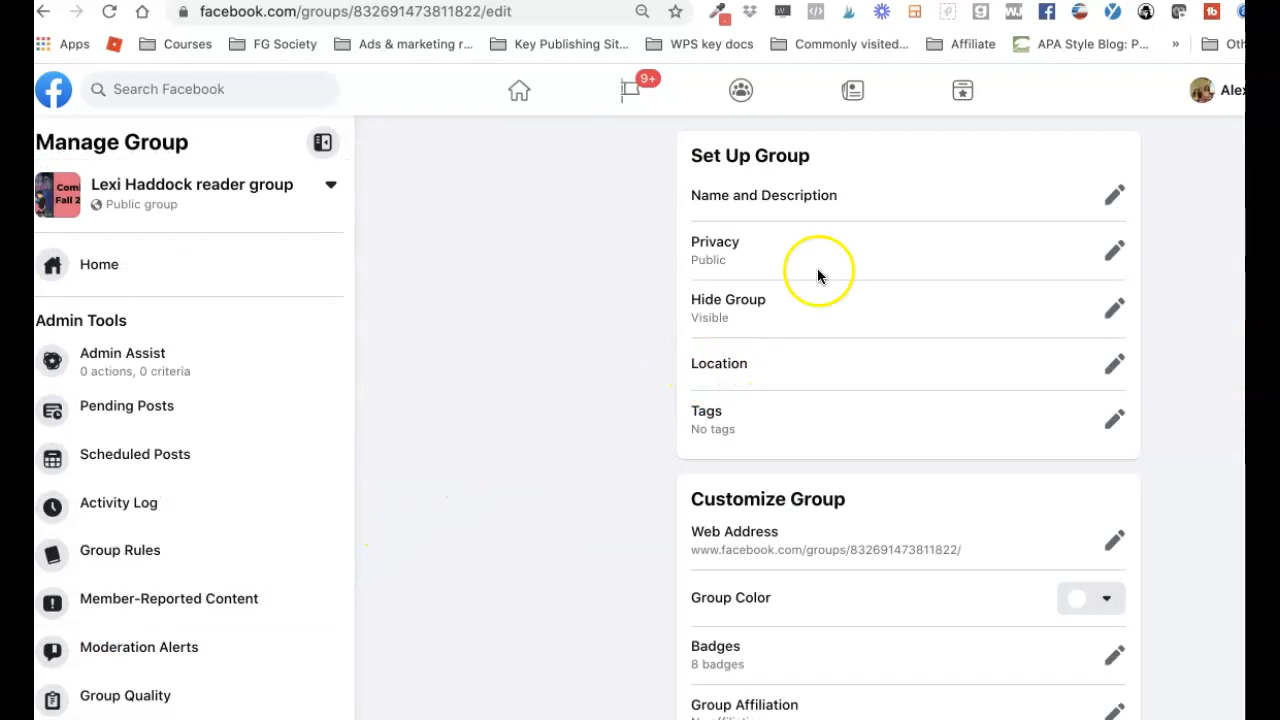 facebook.com/groups/832691473811822/edit
Apps
Courses
FG Society
Ads & marketing r...
Key Publishing Sit...
WPS key docs
Commonly visited...
Affiliate
APA Style Blog: P...
»
Oth
Search Facebook
9+
Alex
Manage Group
Lexi Haddock reader group
Public group
Home
Admin Tools
Admin Assist
0 actions, 0 criteria
Pending Posts
Scheduled Posts
Activity Log
Group Rules
Member-Reported Content
Moderation Alerts
Group Quality
Set Up Group
Name and Description
Privacy
Public
Hide Group
Visible
Location
Tags
No tags
Customize Group
Web Address
www.facebook.com/groups/832691473811822/
Group Color
Badges
8 badges
Group Affiliation